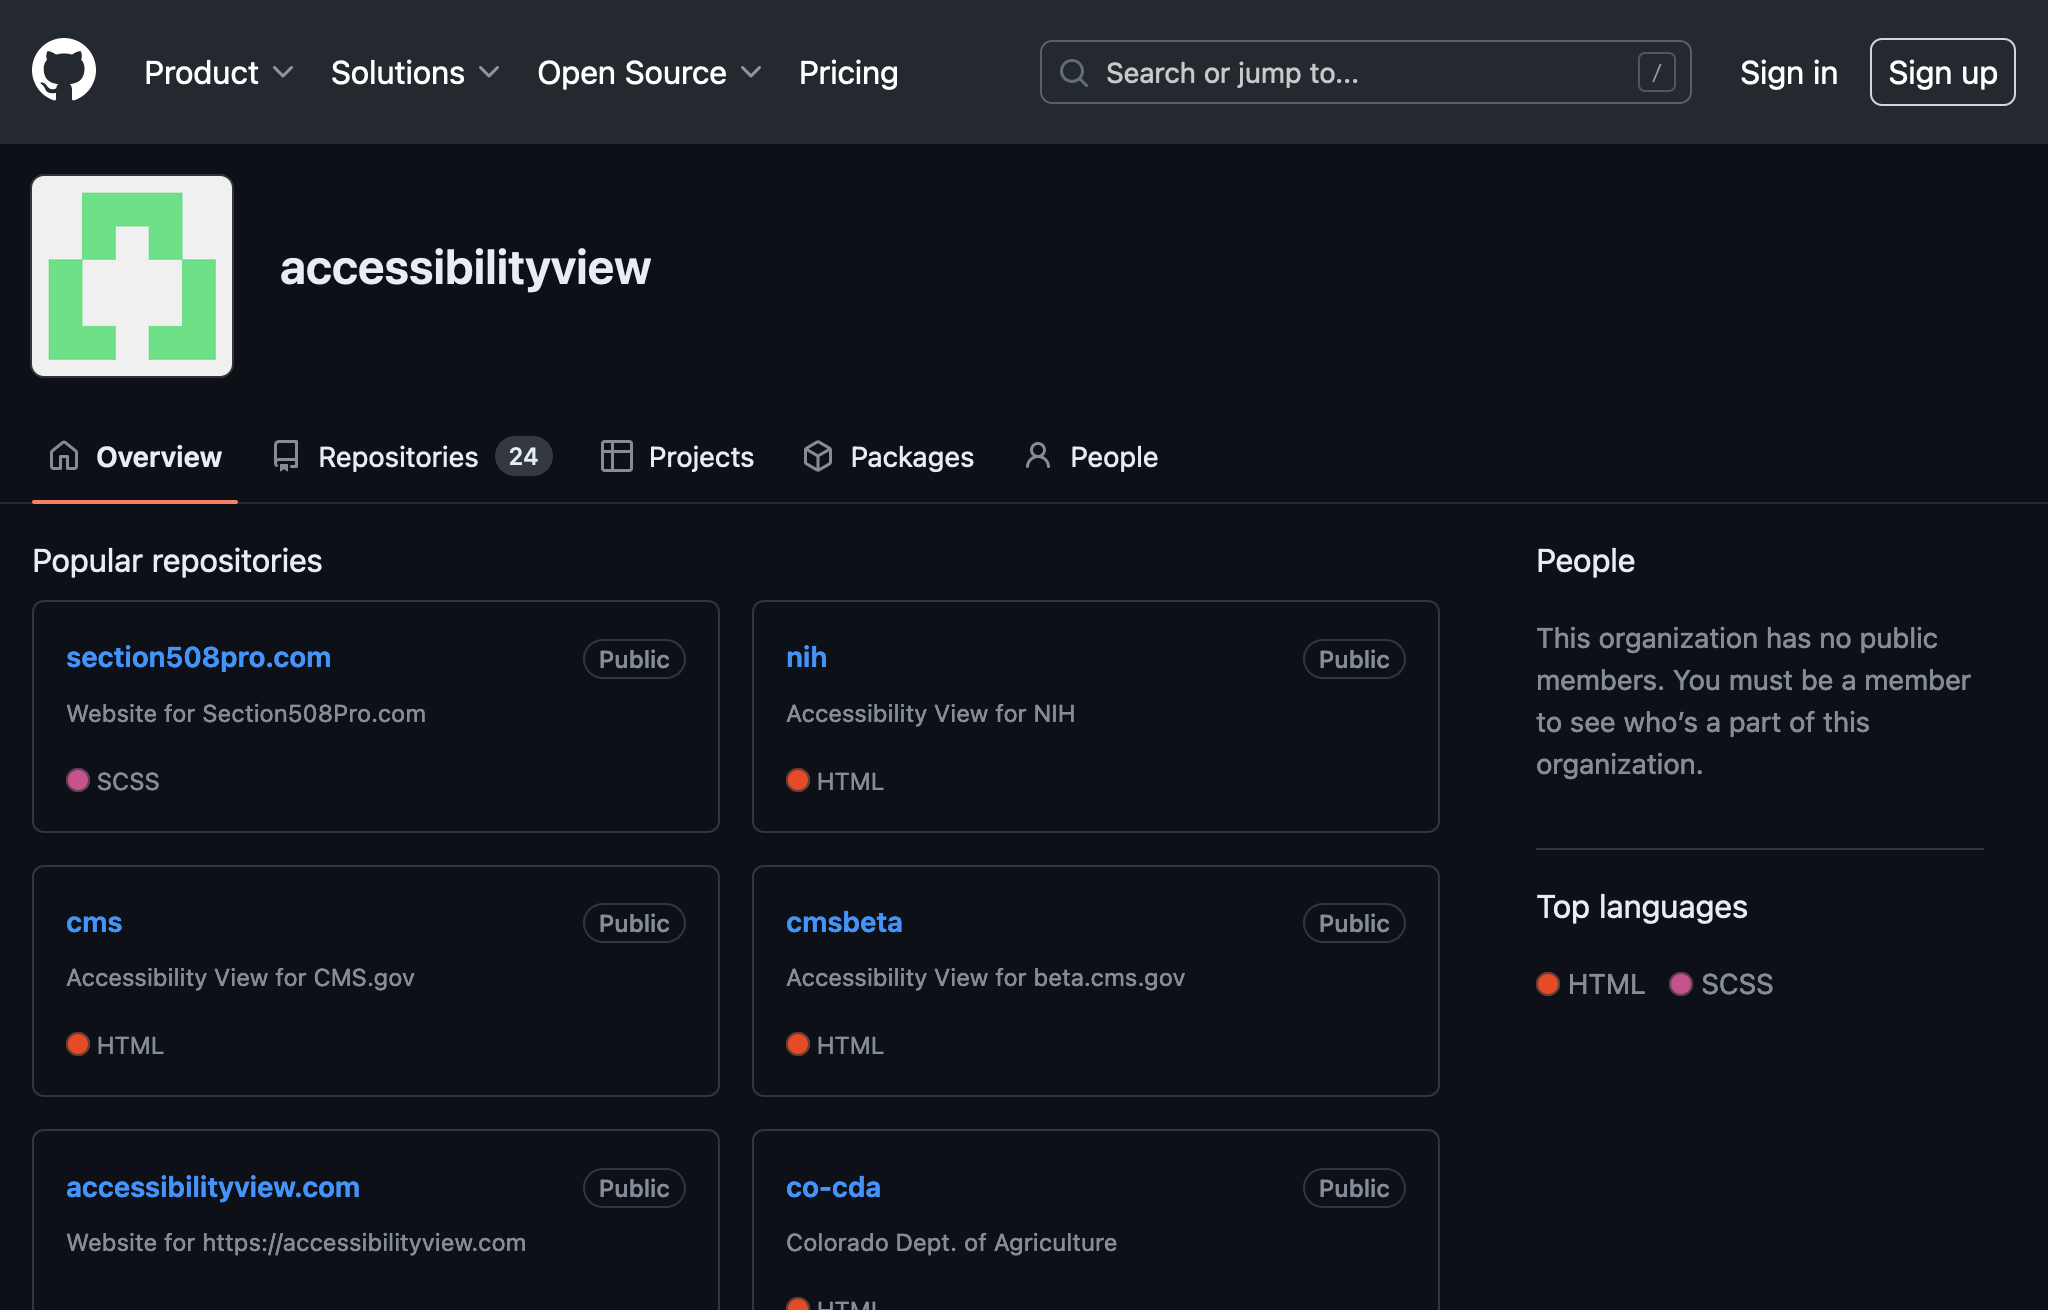 Product Solutions Open Source Pricing Search or jump to... / Sign in Sign up
accessibilityview
Overview Repositories 24 Projects Packages People
Popular repositories
section508pro.com Public
Website for Section508Pro.com
SCSS
nih Public
Accessibility View for NIH
HTML
cms Public
Accessibility View for CMS.gov
HTML
cmsbeta Public
Accessibility View for beta.cms.gov
HTML
accessibilityview.com Public
Website for https://accessibilityview.com
co-cda Public
Colorado Dept. of Agriculture
HTML
People
This organization has no public
members. You must be a member
to see who’s a part of this
organization.
Top languages
HTML SCSS